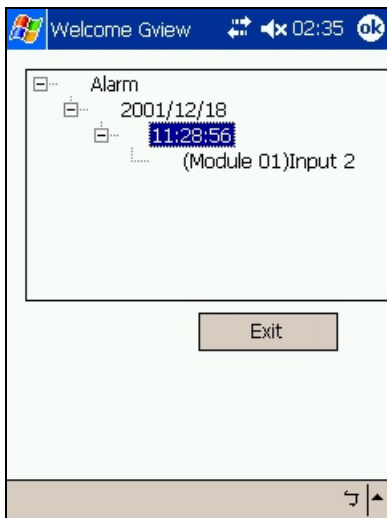 Welcome Gview 02:35 ok
Alarm
2001/12/18
11:28:56
(Module 01)Input 2
Exit